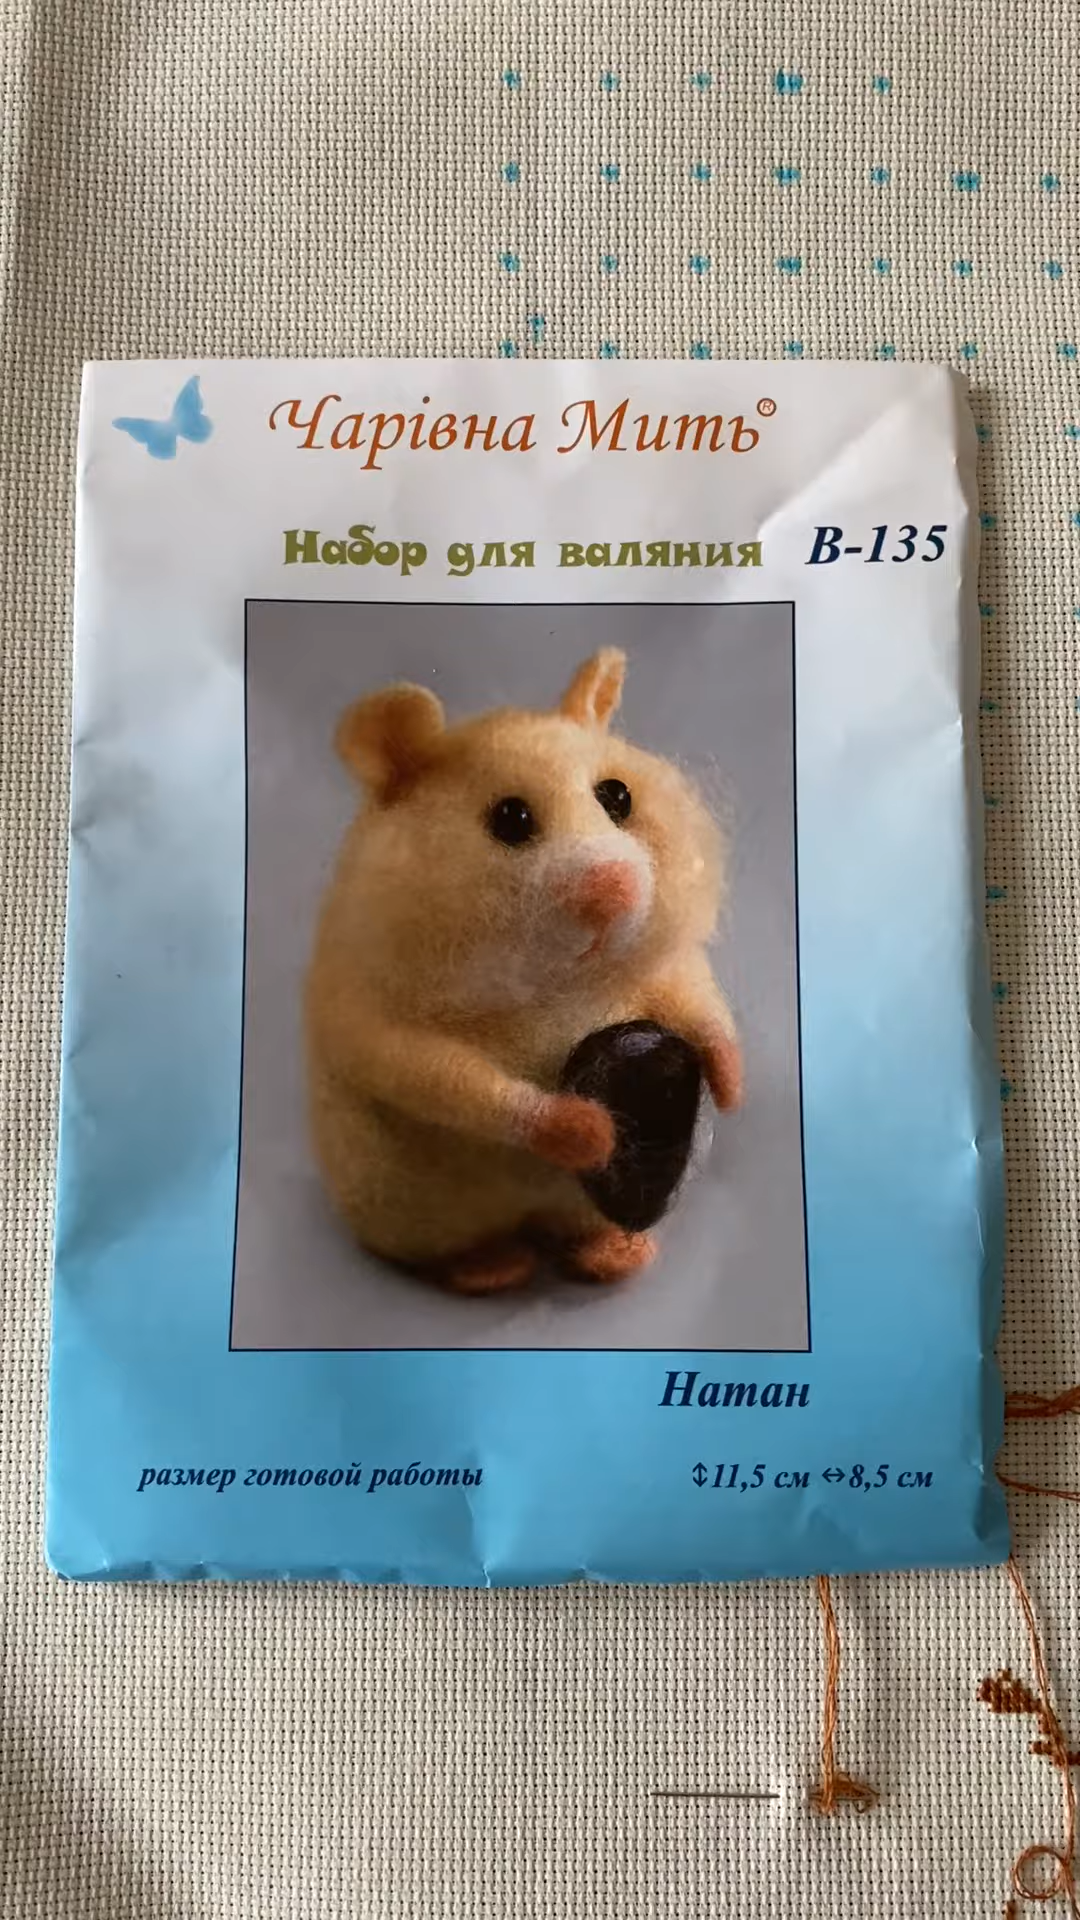 Чарівна Мить®
Набор для валяния В-135
Натан
размер готовой работы ↕11,5 см ↔8,5 см